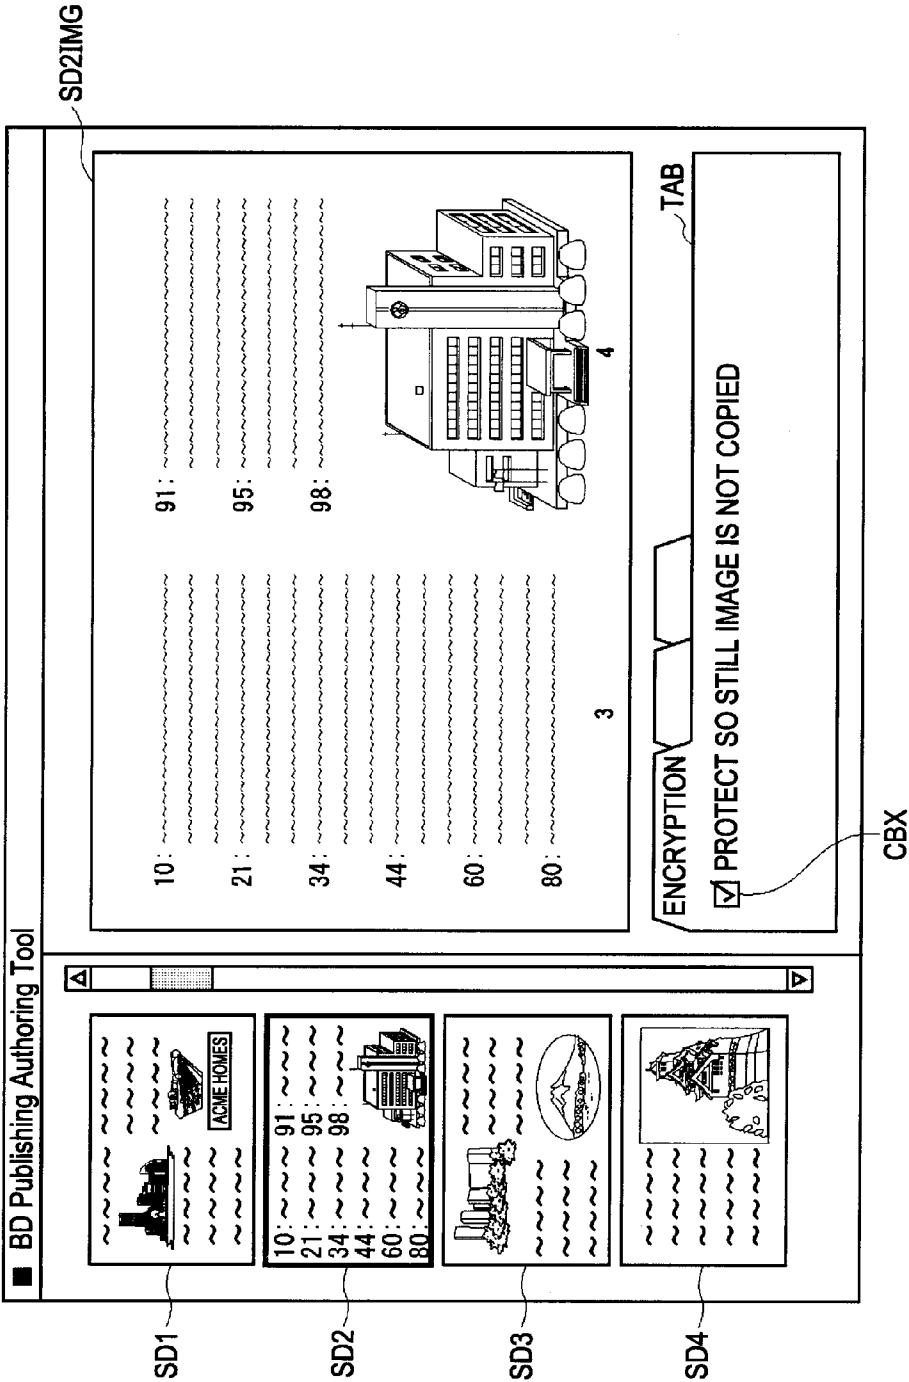 BD Publishing Authoring Tool
SD1
ACME HOMES
SD2
10:
21:
34:
44:
60:
80:
91
95
98
SD3
SD4
SD2IMG
10:
21:
34:
44:
60:
80:
3
91:
95:
98:
4
TAB
ENCRYPTION
PROTECT SO STILL IMAGE IS NOT COPIED
CBX